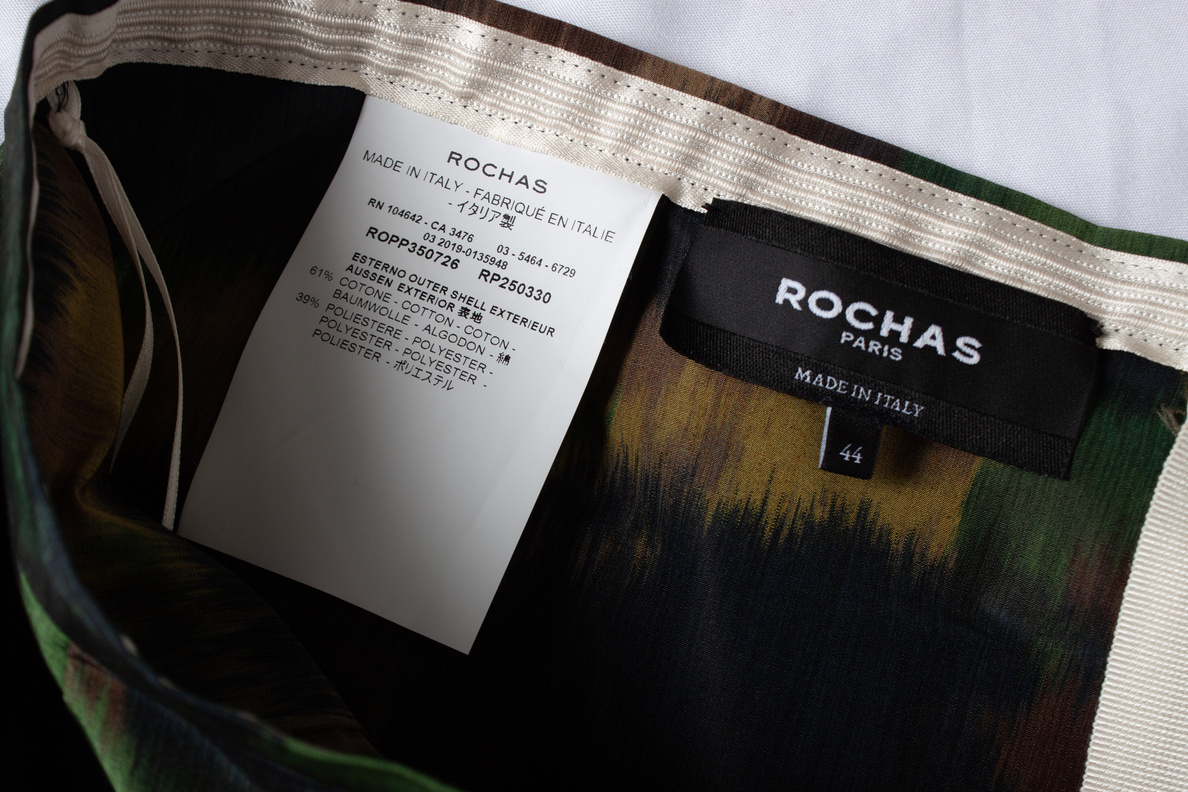 ROCHAS
MADE IN ITALY - FABRIQUÉ EN ITALIE
- イタリア製
RN 104642 - CA 3476 03 - 5464 - 6729
03 2019-0135948
ROPP350726 RP250330
ESTERNO OUTER SHELL EXTERIEUR
AUSSEN EXTERIOR 表地
61% COTONE - COTTON - COTON -
BAUMWOLLE - ALGODON - 綿
39% POLIESTERE - POLYESTER -
POLYESTER - POLYESTER -
POLIESTER - ポリエステル
ROCHAS
PARIS
MADE IN ITALY
44